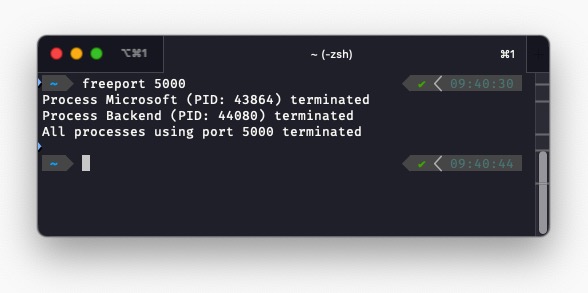 ⌥⌘1 ~ (-zsh) ⌘1
~ freeport 5000 ✔ 09:40:30
Process Microsoft (PID: 43864) terminated
Process Backend (PID: 44080) terminated
All processes using port 5000 terminated
~ ✔ 09:40:44